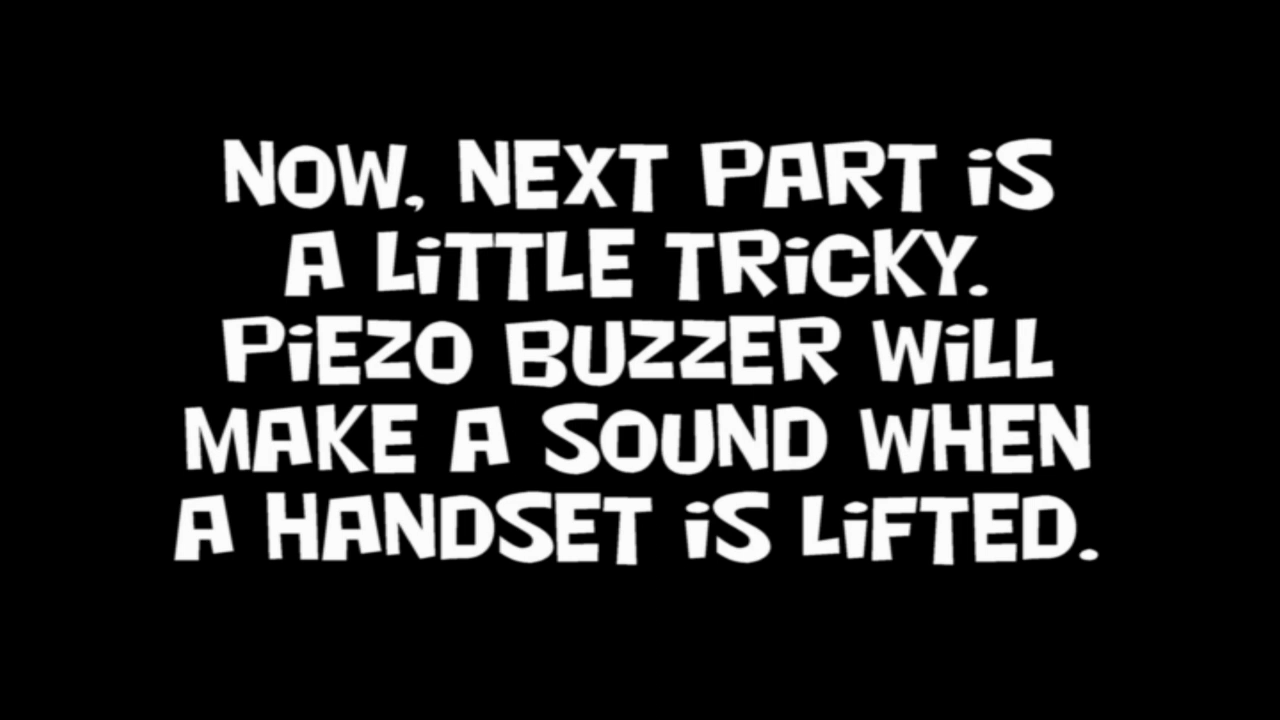 NOW, NEXT PART iS
A LiTTLE TRiCKY.
PiEZO BUZZER WiLL
MAKE A SOUND WHEN
A HANDSET iS LiFTED.